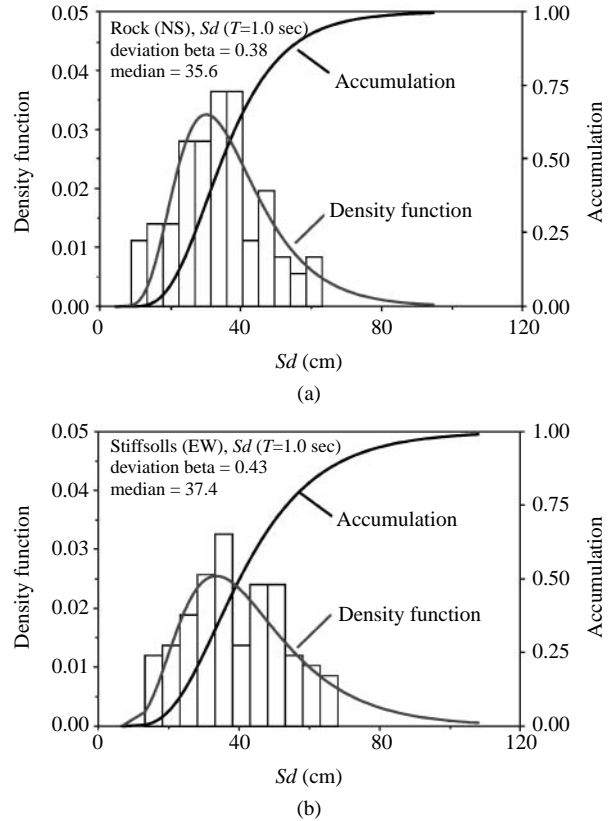 0.05
0.04
0.03
0.02
0.01
0.00
Density function
Rock (NS), Sd (T=1.0 sec)
deviation beta = 0.38
median = 35.6
Accumulation
Density function
1.00
0.75
0.50
0.25
0.00
Accumulation
0
40
80
120
Sd (cm)
(a)
0.05
0.04
0.03
0.02
0.01
0.00
Density function
Stiffsolls (EW), Sd (T=1.0 sec)
deviation beta = 0.43
median = 37.4
Accumulation
Density function
1.00
0.75
0.50
0.25
0.00
Accumulation
0
40
80
120
Sd (cm)
(b)